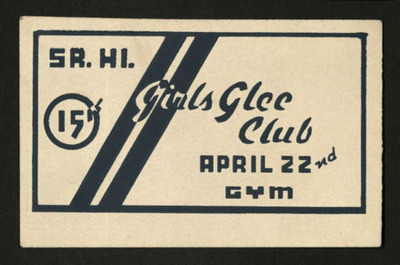 SR. HI.
15¢
Girls Glee
Club
APRIL 22nd
GYM